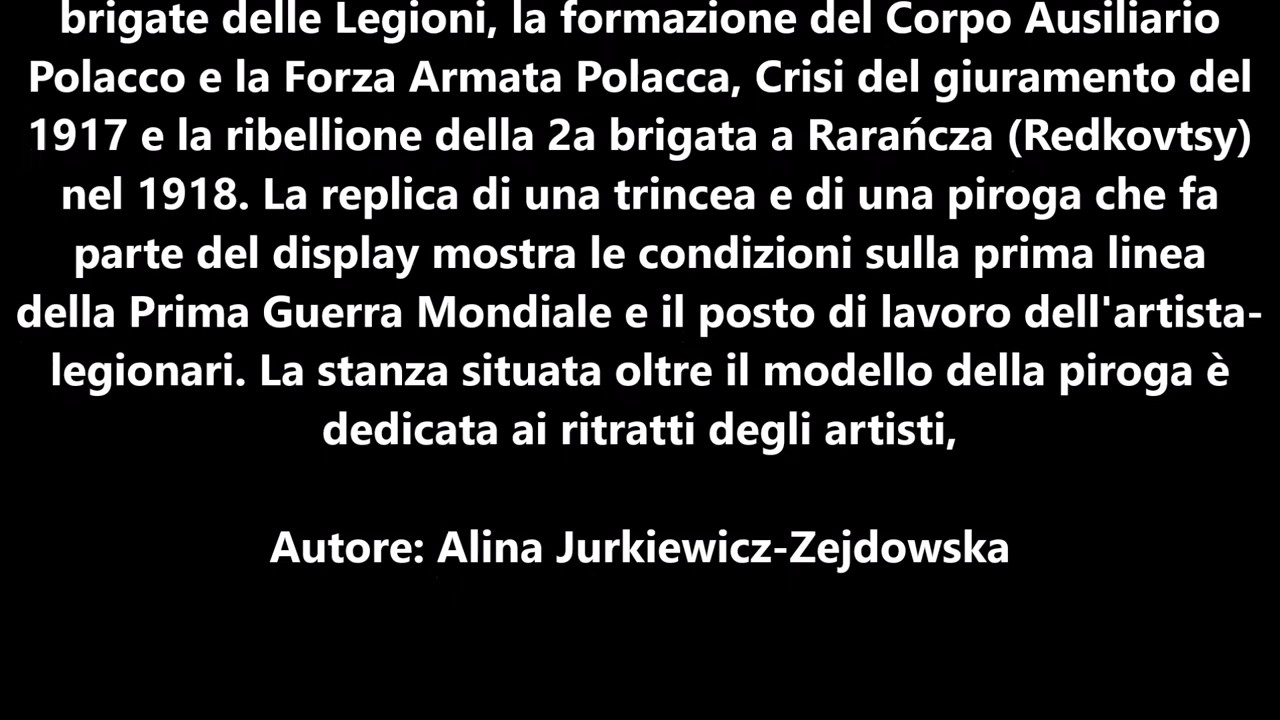 brigate delle Legioni, la formazione del Corpo Ausiliario
Polacco e la Forza Armata Polacca, Crisi del giuramento del
1917 e la ribellione della 2a brigata a Rarańcza (Redkovtsy)
nel 1918. La replica di una trincea e di una piroga che fa
parte del display mostra le condizioni sulla prima linea
della Prima Guerra Mondiale e il posto di lavoro dell'artista-
legionari. La stanza situata oltre il modello della piroga è
dedicata ai ritratti degli artisti,
Autore: Alina Jurkiewicz-Zejdowska